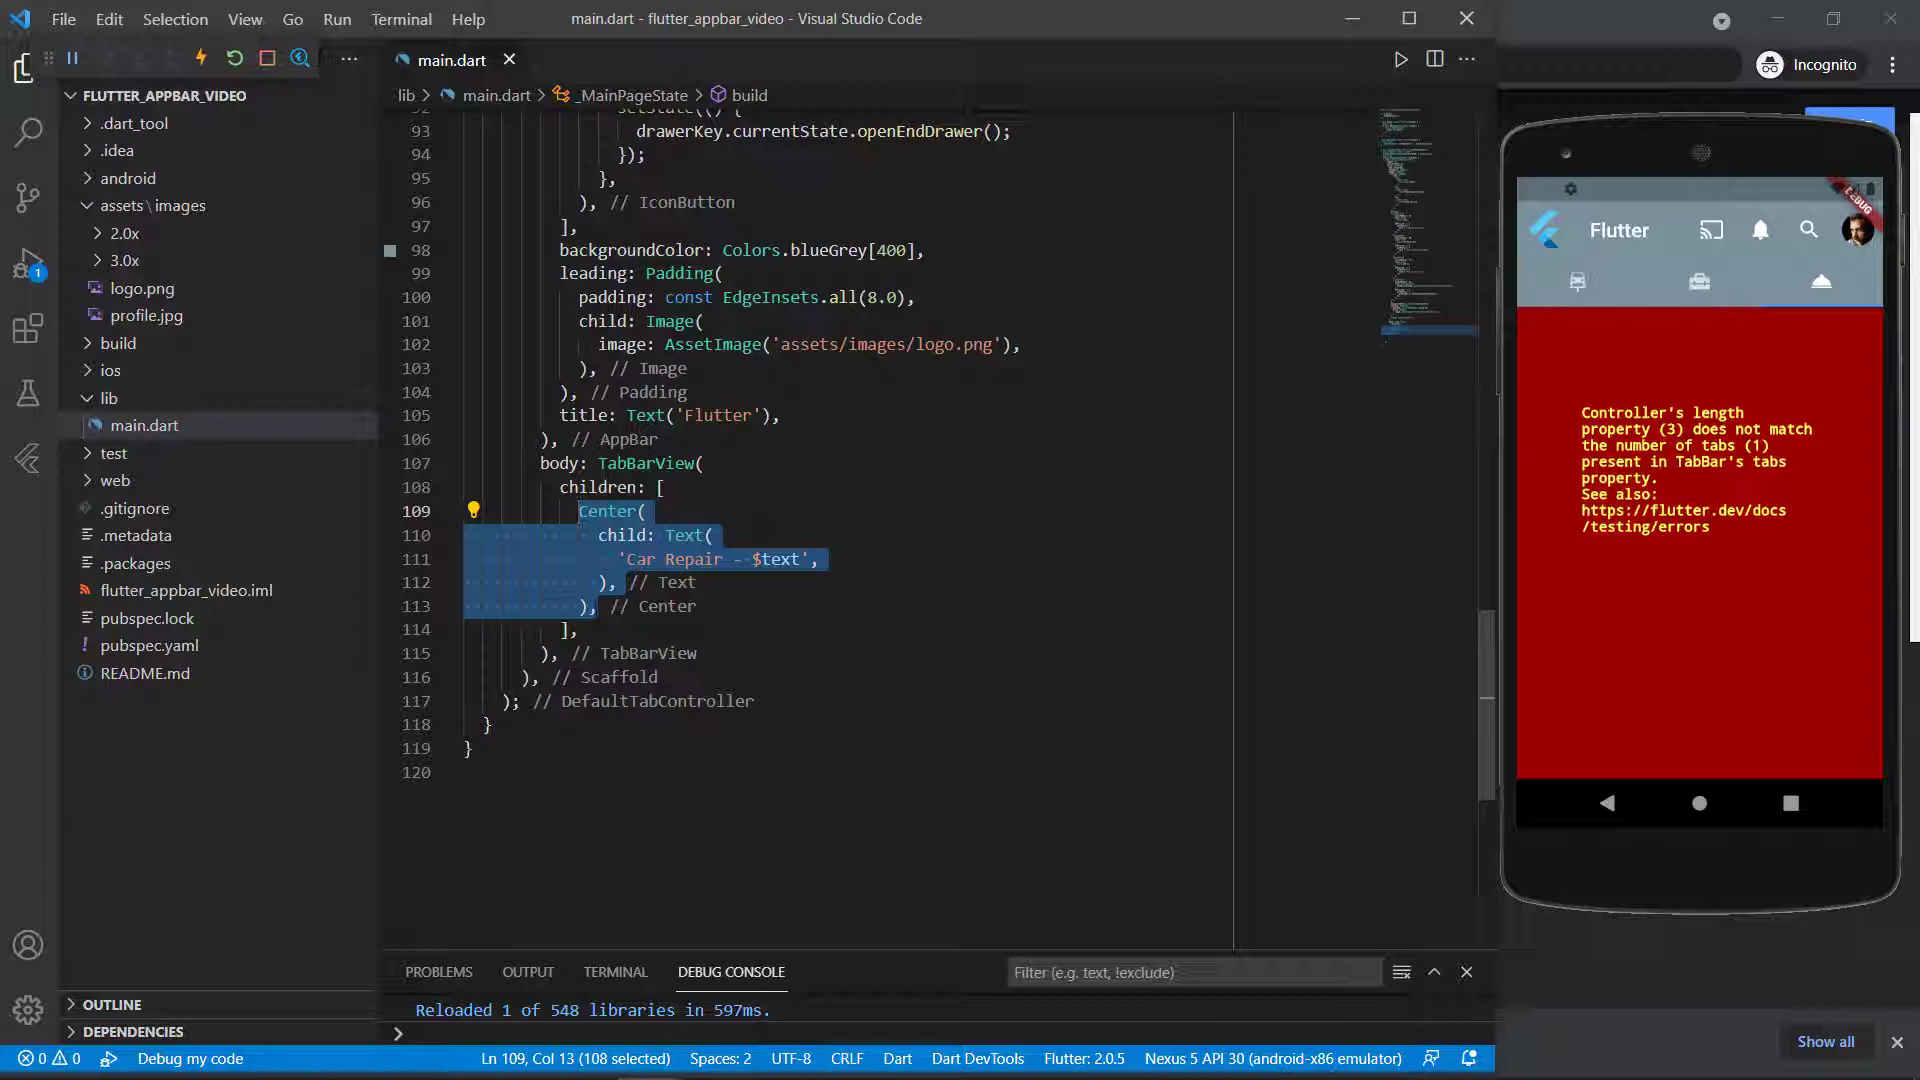 File Edit Selection View Go Run Terminal Help
main.dart - flutter_appbar_video - Visual Studio Code
Incognito
main.dart
FLUTTER_APPBAR_VIDEO
lib > main.dart > _MainPageState > build
.dart_tool
.idea
android
assets\images
2.0x
3.0x
logo.png
profile.jpg
build
ios
lib
main.dart
test
web
.gitignore
.metadata
.packages
flutter_appbar_video.iml
pubspec.lock
pubspec.yaml
README.md
1
OUTLINE
DEPENDENCIES
92 setState(() {
93 drawerKey.currentState.openEndDrawer();
94 });
95 },
96 ), // IconButton
97 ],
98 backgroundColor: Colors.blueGrey[400],
99 leading: Padding(
100 padding: const EdgeInsets.all(8.0),
101 child: Image(
102 image: AssetImage('assets/images/logo.png'),
103 ), // Image
104 ), // Padding
105 title: Text('Flutter'),
106 ), // AppBar
107 body: TabBarView(
108 children: [
109 Center(
110 child: Text(
111 'Car Repair --$text',
112 ), // Text
113 ), // Center
114 ],
115 ), // TabBarView
116 ), // Scaffold
117 ); // DefaultTabController
118 }
119 }
120
DEBUG
Flutter
Controller's length
property (3) does not match
the number of tabs (1)
present in TabBar's tabs
property.
See also:
https://flutter.dev/docs
/testing/errors
PROBLEMS OUTPUT TERMINAL DEBUG CONSOLE
Filter (e.g. text, !exclude)
Reloaded 1 of 548 libraries in 597ms.
Show all
0 0 Debug my code
Ln 109, Col 13 (108 selected) Spaces: 2 UTF-8 CRLF Dart Dart DevTools Flutter: 2.0.5 Nexus 5 API 30 (android-x86 emulator)